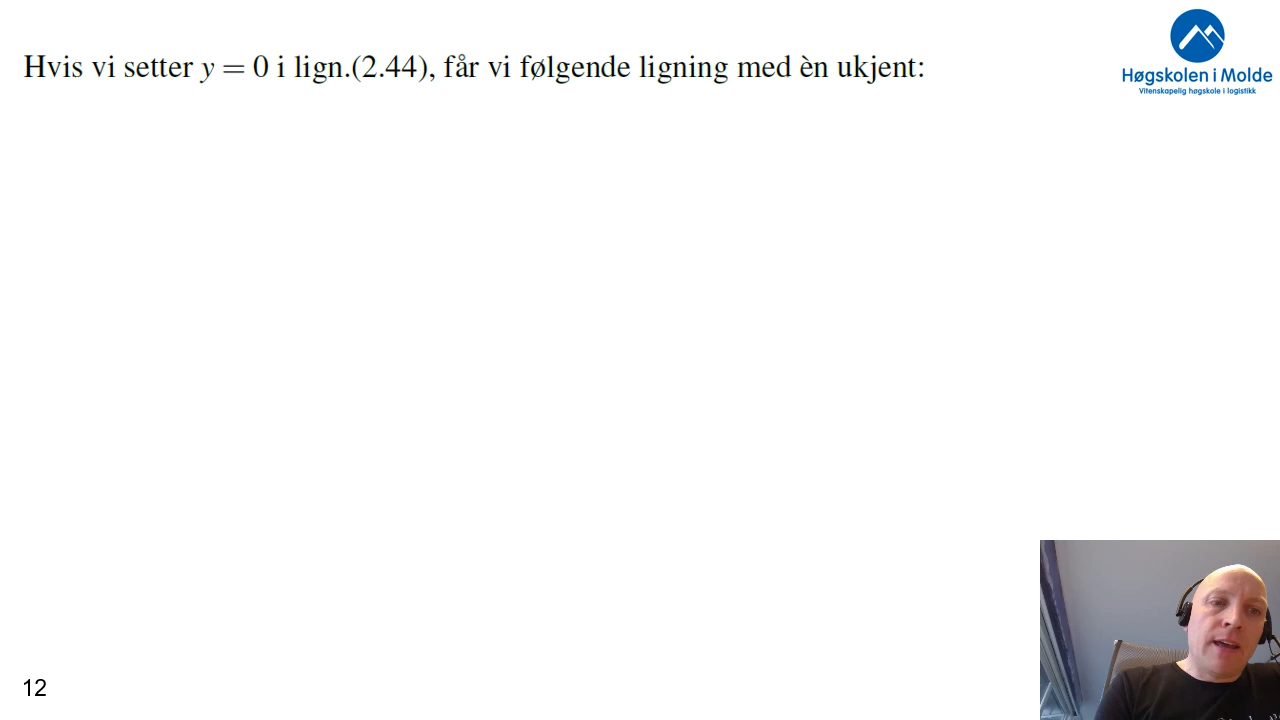 Hvis vi setter y = 0 i lign.(2.44), får vi følgende ligning med èn ukjent:
Høgskolen i Molde
Vitenskapelig høgskole i logistikk
12